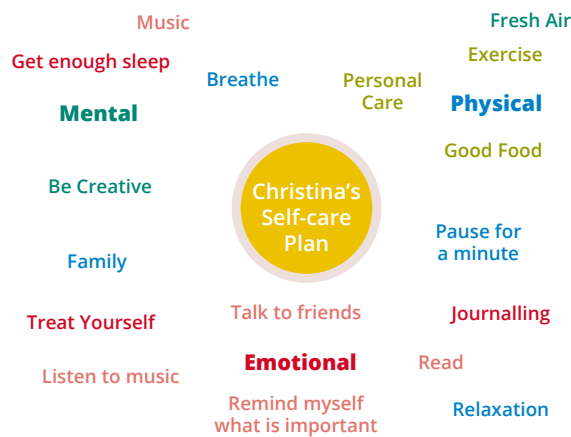 Music
Fresh Air
Get enough sleep
Exercise
Breathe
Personal
Care
Mental
Physical
Good Food
Be Creative
Christina's
Self-care
Plan
Pause for
a minute
Family
Talk to friends
Journalling
Treat Yourself
Emotional
Read
Listen to music
Remind myself
what is important
Relaxation